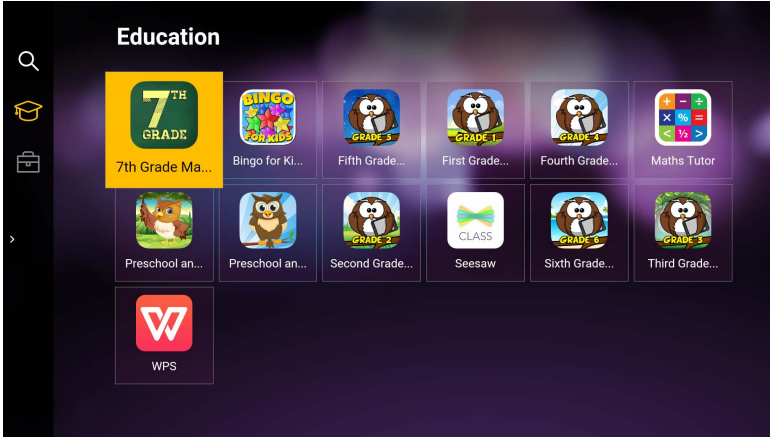 Education
7TH
GRADE
BINGO
FOR KIDS
GRADE 5
GRADE 1
GRADE 4
+ - ÷
× % =
< ½ >
7th Grade Ma...
Bingo for Ki...
Fifth Grade...
First Grade...
Fourth Grade...
Maths Tutor
GRADE 2
CLASS
GRADE 6
GRADE 3
Preschool an...
Preschool an...
Second Grade...
Seesaw
Sixth Grade...
Third Grade...
W
WPS